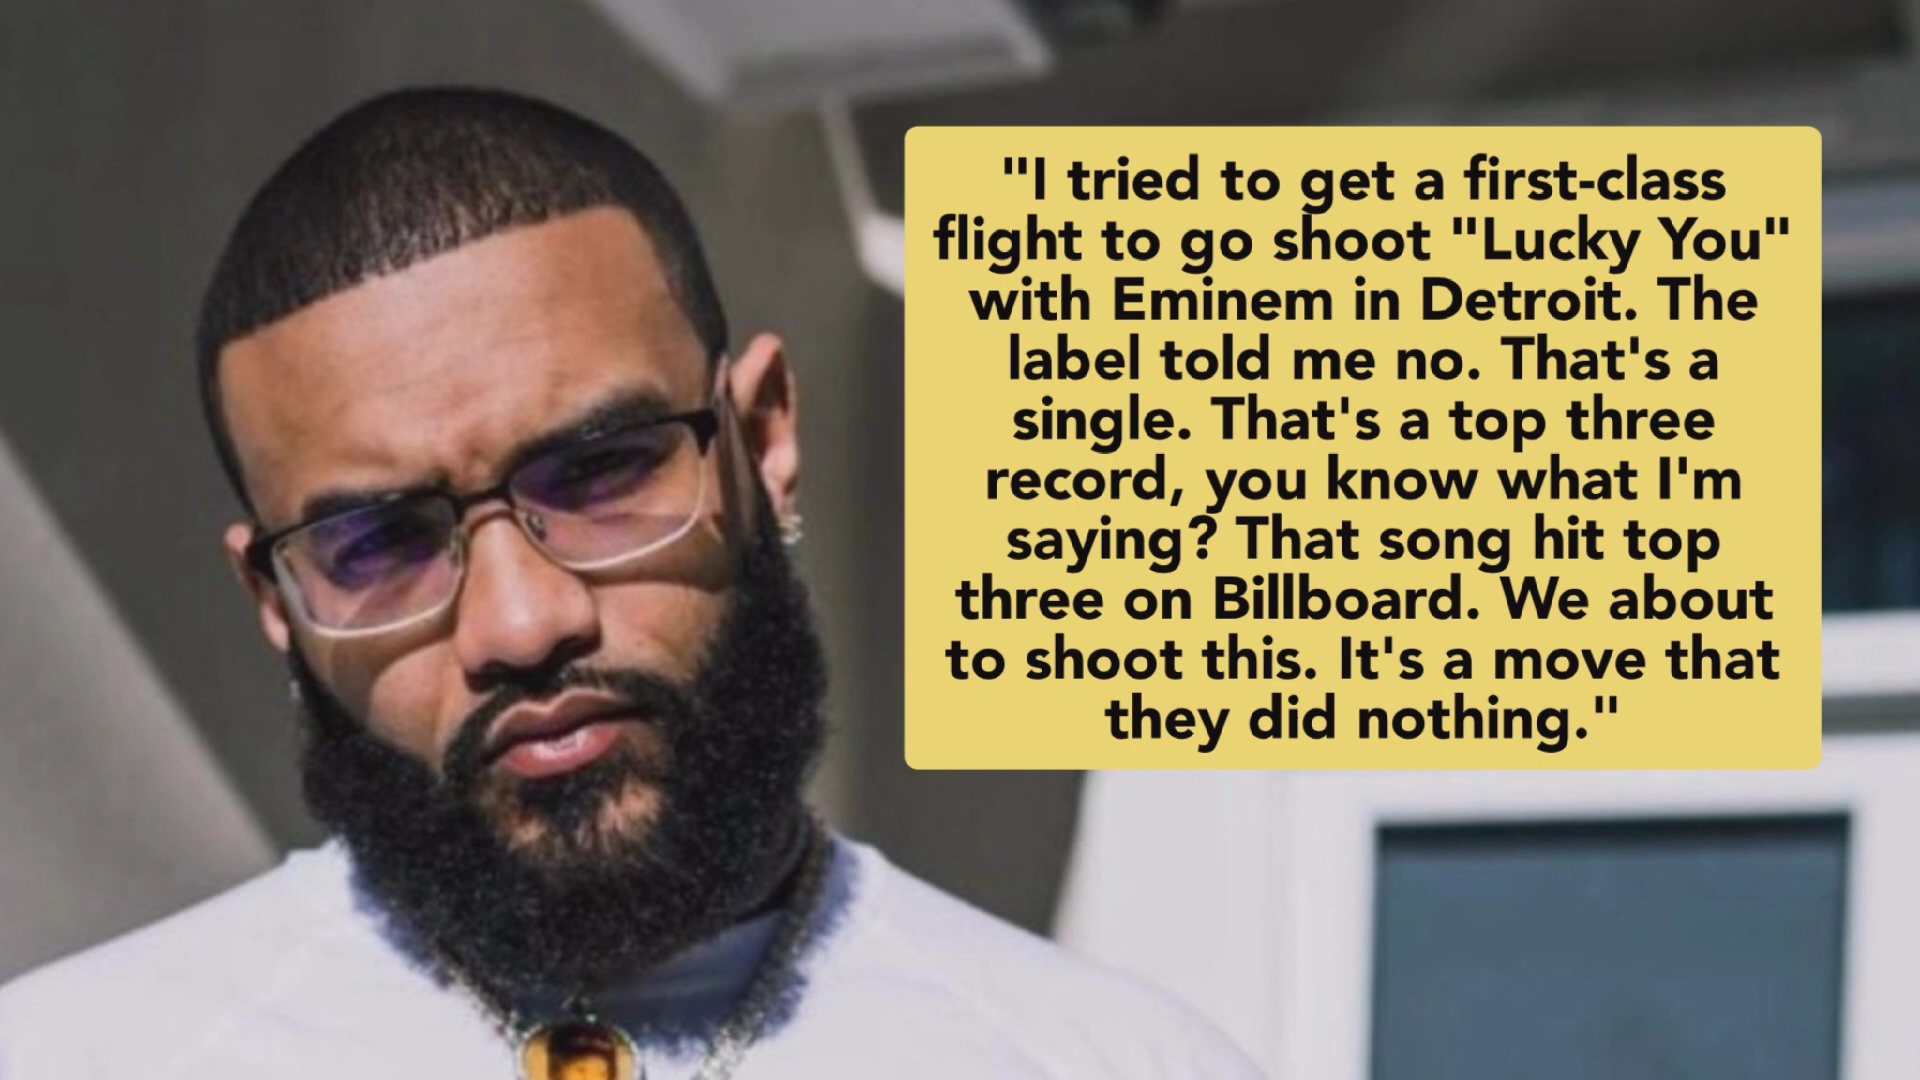 "I tried to get a first-class
flight to go shoot "Lucky You"
with Eminem in Detroit. The
label told me no. That's a
single. That's a top three
record, you know what I'm
saying? That song hit top
three on Billboard. We about
to shoot this. It's a move that
they did nothing."